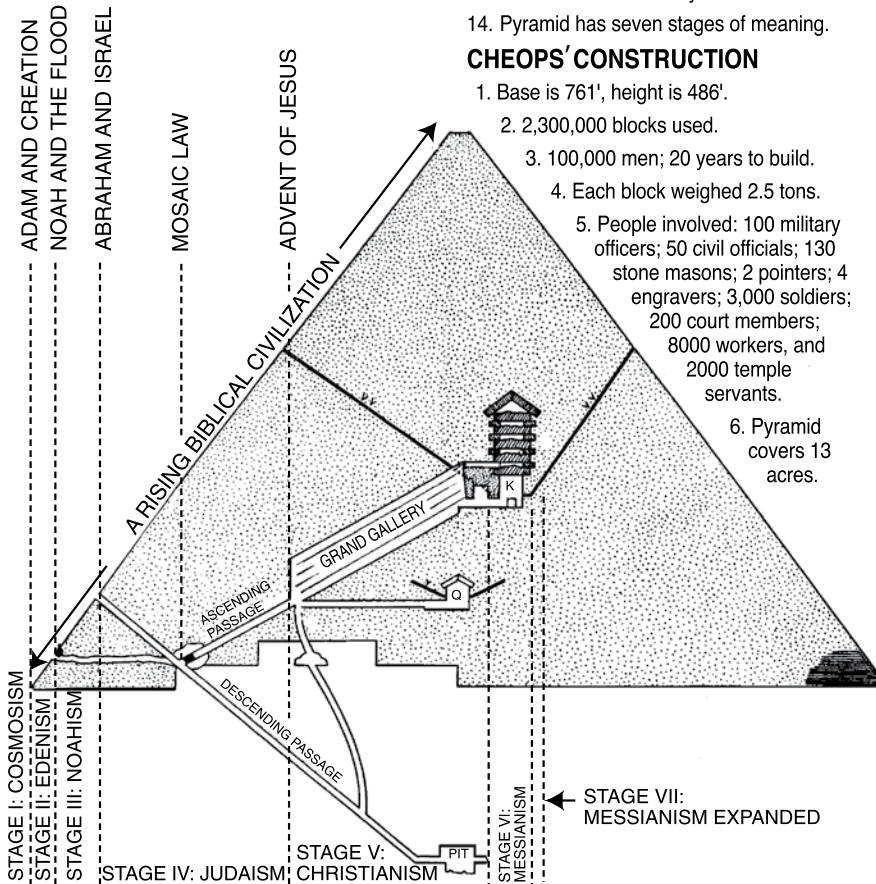 14. Pyramid has seven stages of meaning.
CHEOPS' CONSTRUCTION
1. Base is 761', height is 486'.
2. 2,300,000 blocks used.
3. 100,000 men; 20 years to build.
4. Each block weighed 2.5 tons.
5. People involved: 100 military
officers; 50 civil officials; 130
stone masons; 2 pointers; 4
engravers; 3,000 soldiers;
200 court members;
8000 workers, and
2000 temple
servants.
6. Pyramid
covers 13
acres.
ADAM AND CREATION
NOAH AND THE FLOOD
ABRAHAM AND ISRAEL
MOSAIC LAW
ADVENT OF JESUS
A RISING BIBLICAL CIVILIZATION
K
GRAND GALLERY
Q
ASCENDING
PASSAGE
DESCENDING PASSAGE
PIT
STAGE I: COSMOSISM
STAGE II: EDENISM
STAGE III: NOAHISM
STAGE IV: JUDAISM
STAGE V:
CHRISTIANISM
STAGE VI:
MESSIANISM
STAGE VII:
MESSIANISM EXPANDED